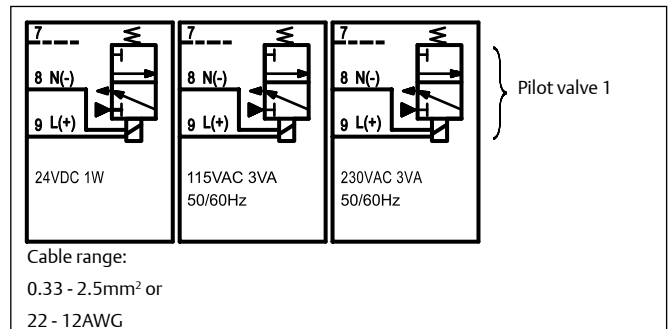 7
8 N(-)
9 L(+)
24VDC 1W
7
8 N(-)
9 L(+)
115VAC 3VA
50/60Hz
7
8 N(-)
9 L(+)
230VAC 3VA
50/60Hz
Pilot valve 1
Cable range:
0.33 - 2.5mm² or
22 - 12AWG